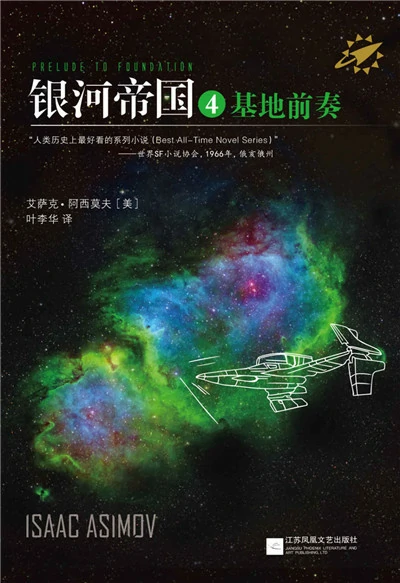 PRELUDE TO FOUNDATION
银河帝国4基地前奏
“人类历史上最好看的系列小说（Best All-Time Novel Series）”
——世界SF小说协会，1966年，俄亥俄州
艾萨克·阿西莫夫［美］
叶李华 译
ISAAC ASIMOV
江苏凤凰文艺出版社
JIANGSU PHOENIX LITERATURE AND
ART PUBLISHING, LTD